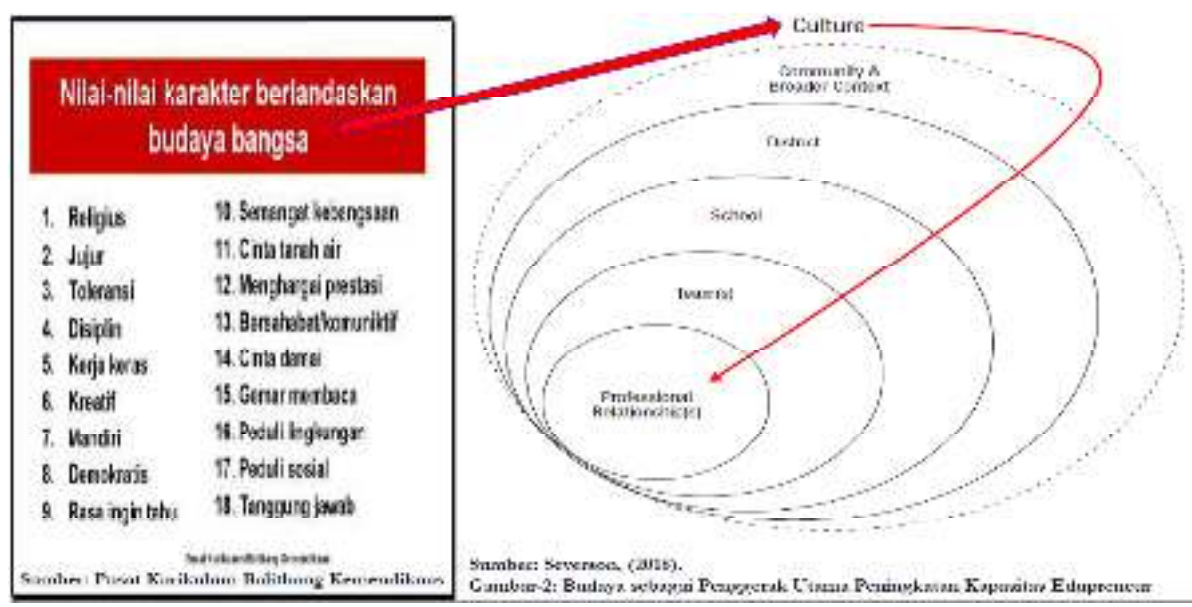 Nilai-nilai karakter berlandaskan
budaya bangsa
1. Religius
2. Jujur
3. Toleransi
4. Disiplin
5. Kerja keras
6. Kreatif
7. Mandiri
8. Demokratis
9. Rasa ingin tahu
10. Semangat kebangsaan
11. Cinta tanah air
12. Menghargai prestasi
13. Bersahabat/komuniktif
14. Cinta damai
15. Gemar membaca
16. Peduli lingkungan
17. Peduli sosial
18. Tanggung jawab
Sumber: Pusat Kurikulum Balitbang Kemendiknas
Culture
Community &
Broader Context
District
School
Team(s)
Professional
Relationship(s)
Sumber: Severson, (2016).
Gambar-2: Budaya sebagai Penggerak Utama Peningkatan Kapasitas Edupreneur